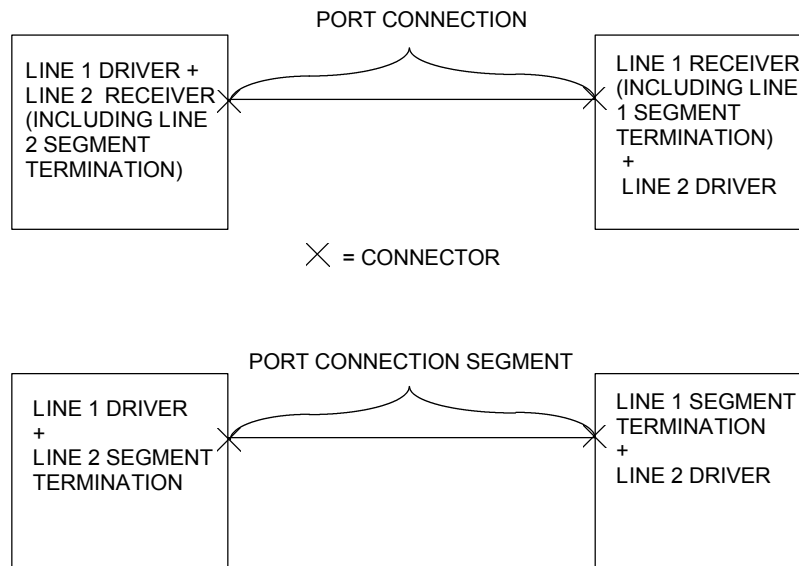 PORT CONNECTION
LINE 1 DRIVER +
LINE 2 RECEIVER
(INCLUDING LINE
2 SEGMENT
TERMINATION)
LINE 1 RECEIVER
(INCLUDING LINE
1 SEGMENT
TERMINATION)
+
LINE 2 DRIVER
= CONNECTOR
PORT CONNECTION SEGMENT
LINE 1 DRIVER
+
LINE 2 SEGMENT
TERMINATION
LINE 1 SEGMENT
TERMINATION
+
LINE 2 DRIVER